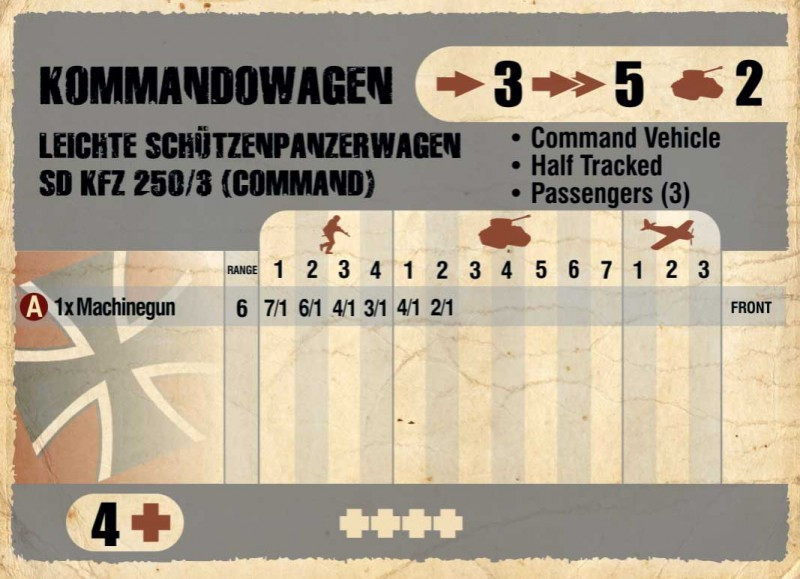 KOMMANDOWAGEN 3 5 2
LEICHTE SCHÜTZENPANZERWAGEN
SD KFZ 250/3 (COMMAND)
• Command Vehicle
• Half Tracked
• Passengers (3)
RANGE 1 2 3 4 1 2 3 4 5 6 7 1 2 3
A 1x Machinegun 6 7/1 6/1 4/1 3/1 4/1 2/1 FRONT
4